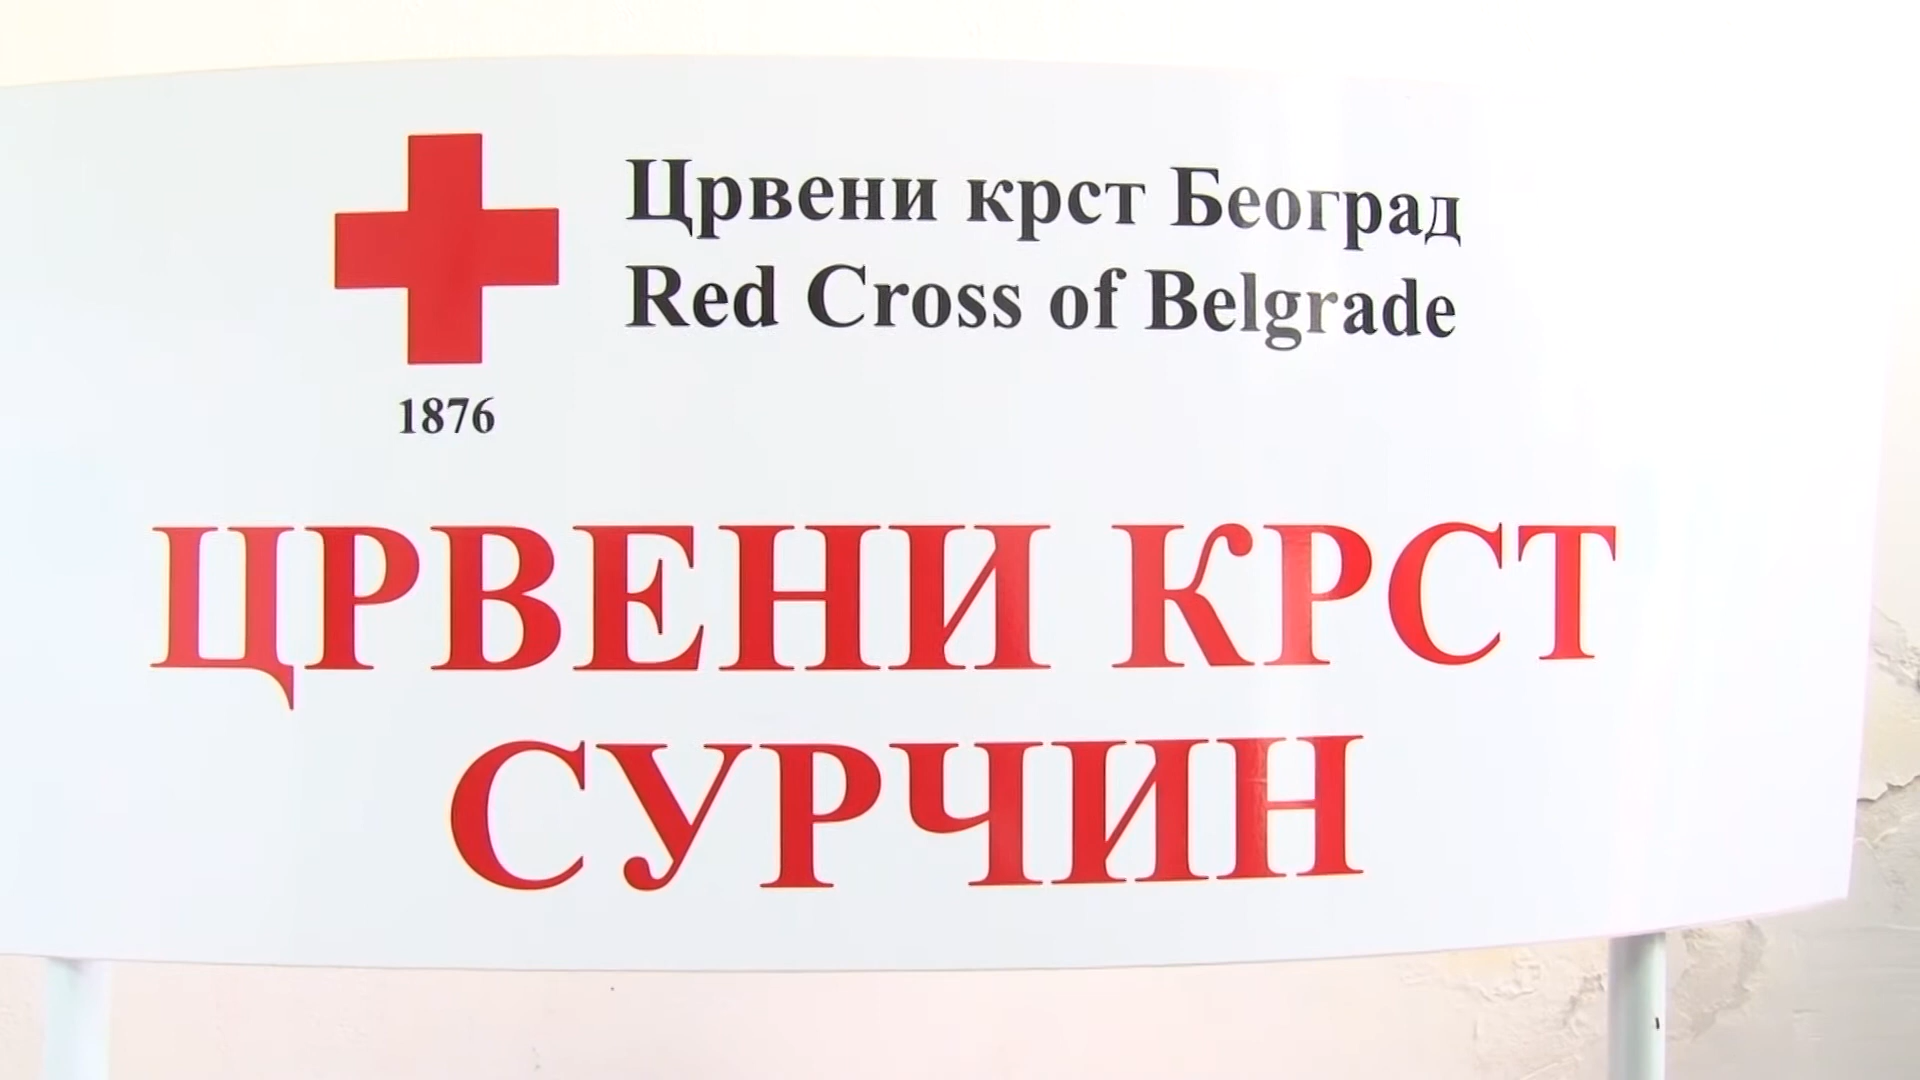 Црвени крст Београд
Red Cross of Belgrade
1876
ЦРВЕНИ КРСТ
СУРЧИН